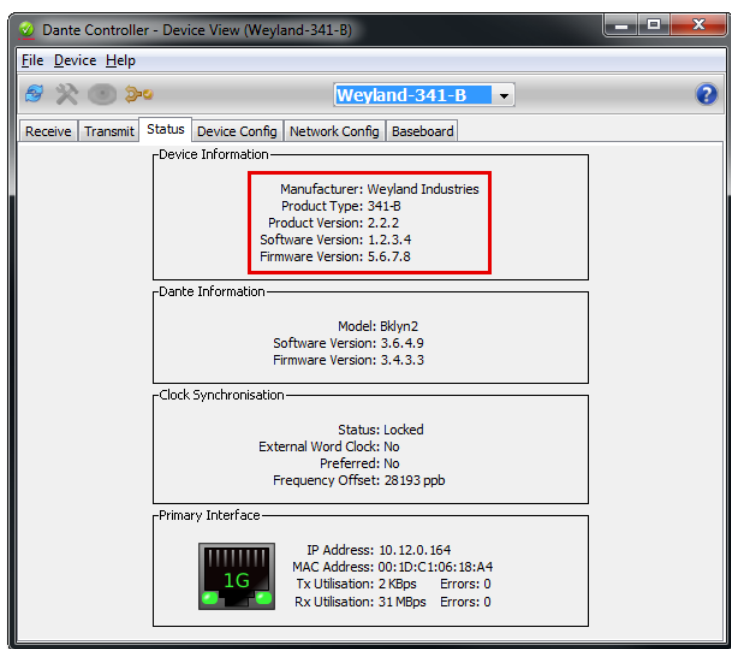 Dante Controller - Device View (Weyland-341-B)
File Device Help
Weyland-341-B
Receive Transmit Status Device Config Network Config Baseboard
Device Information
Manufacturer: Weyland Industries
Product Type: 341-B
Product Version: 2.2.2
Software Version: 1.2.3.4
Firmware Version: 5.6.7.8
Dante Information
Model: Bklyn2
Software Version: 3.6.4.9
Firmware Version: 3.4.3.3
Clock Synchronisation
Status: Locked
External Word Clock: No
Preferred: No
Frequency Offset: 28193 ppb
Primary Interface
1G
IP Address: 10.12.0.164
MAC Address: 00:1D:C1:06:18:A4
Tx Utilisation: 2 KBps Errors: 0
Rx Utilisation: 31 MBps Errors: 0